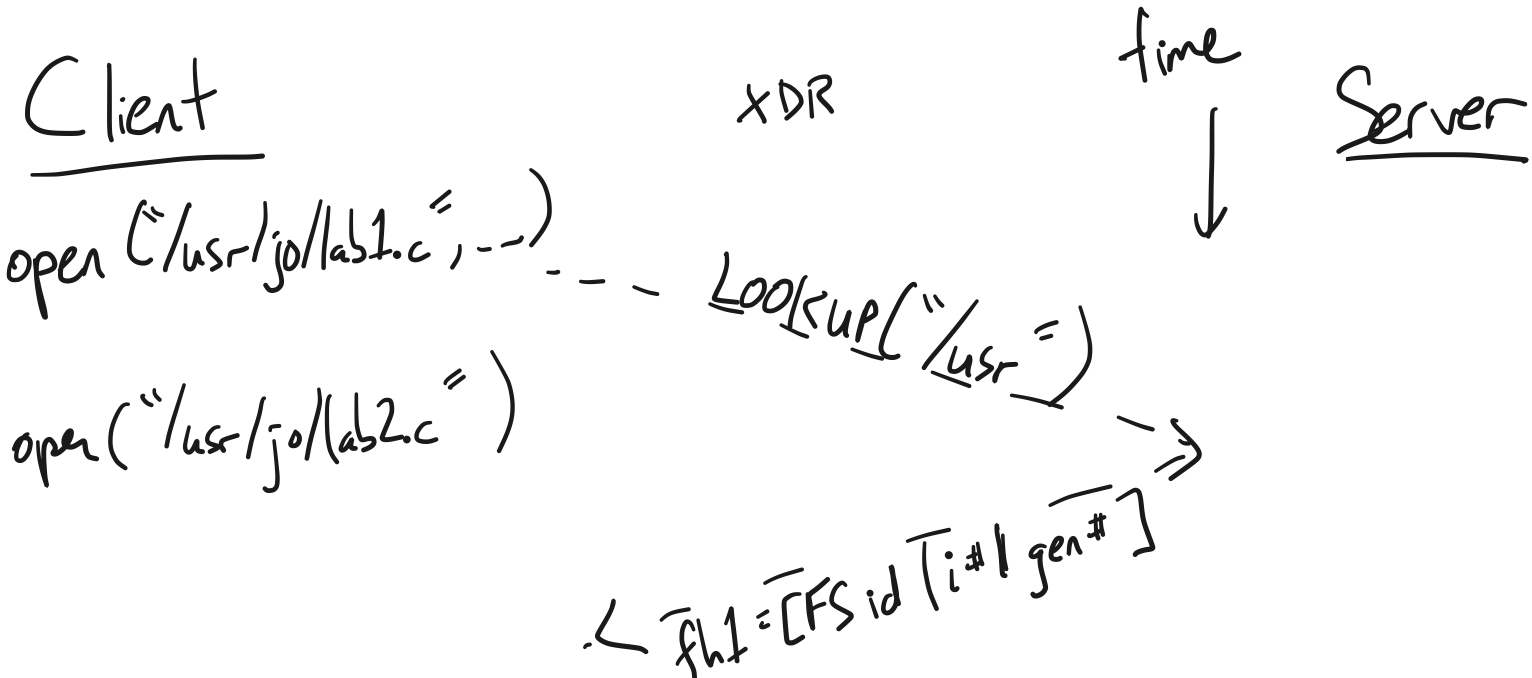 time
Client
XDR
Server
open ("/usr/jo/lab1.c", ...)
LOOKUP("/usr")
open("/usr/jo/lab2.c")
fh1=[FS id | i# | gen#]